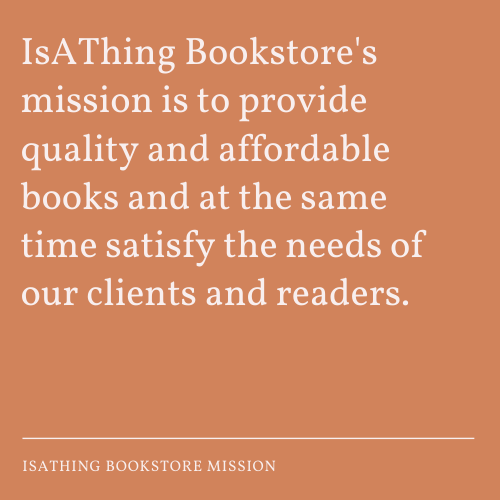 IsAThing Bookstore's
mission is to provide
quality and affordable
books and at the same
time satisfy the needs of
our clients and readers.
ISATHING BOOKSTORE MISSION